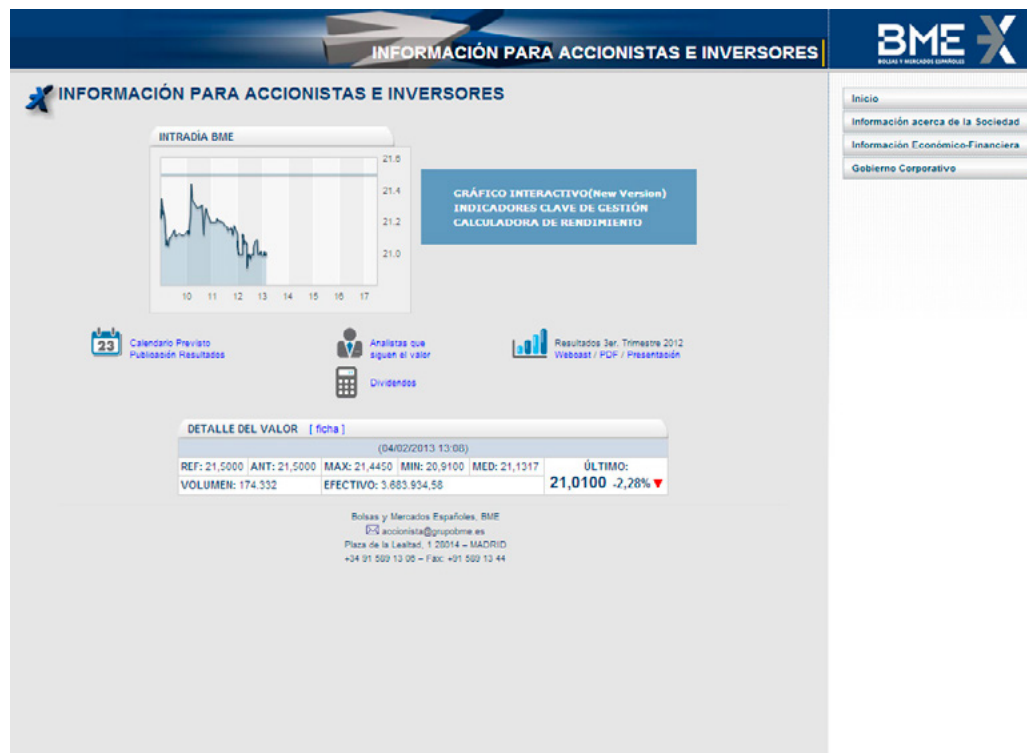 INFORMACIÓN PARA ACCIONISTAS E INVERSORES
BME
BOLSAS Y MERCADOS ESPAÑOLES
INFORMACIÓN PARA ACCIONISTAS E INVERSORES
Inicio
Información acerca de la Sociedad
Información Económico-Financiera
Gobierno Corporativo
INTRADÍA BME
21.6
21.4
21.2
21.0
10 11 12 13 14 15 16 17
GRÁFICO INTERACTIVO(New Version)
INDICADORES CLAVE DE GESTIÓN
CALCULADORA DE RENDIMIENTO
23
Calendario Previsto
Publicación Resultados
Analistas que
siguen el valor
Resultados 3er. Trimestre 2012
Webcast / PDF / Presentación
Dividendos
DETALLE DEL VALOR [ ficha ]
(04/02/2013 13:08)
REF: 21,5000 ANT: 21,5000 MAX: 21,4450 MIN: 20,9100 MED: 21,1317 ÚLTIMO:
VOLUMEN: 174.332 EFECTIVO: 3.683.934,58 21,0100 -2,28%
Bolsas y Mercados Españoles, BME
accionista@grupobme.es
Plaza de la Lealtad, 1 28014 – MADRID
+34 91 589 13 06 – Fax: +91 589 13 44